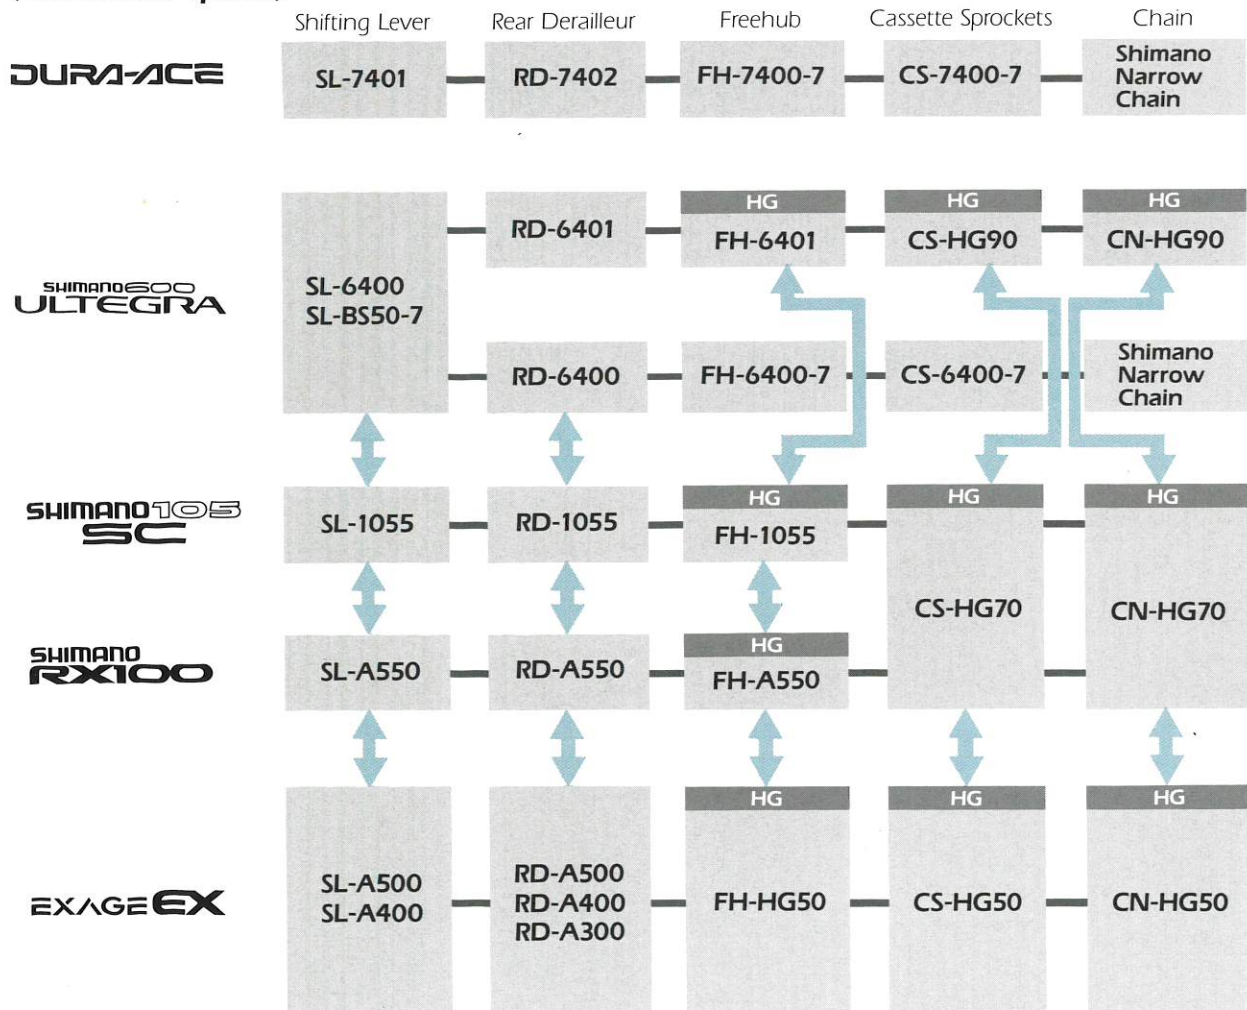 Shifting Lever Rear Derailleur Freehub Cassette Sprockets Chain
DURA-ACE
SL-7401
RD-7402
FH-7400-7
CS-7400-7
Shimano
Narrow
Chain
SHIMANO600
ULTEGRA
SL-6400
SL-BS50-7
RD-6401
HG
FH-6401
HG
CS-HG90
HG
CN-HG90
RD-6400
FH-6400-7
CS-6400-7
Shimano
Narrow
Chain
SHIMANO105
SC
SL-1055
RD-1055
HG
FH-1055
HG
CS-HG70
HG
CN-HG70
SHIMANO
RX100
SL-A550
RD-A550
HG
FH-A550
EXAGE EX
SL-A500
SL-A400
RD-A500
RD-A400
RD-A300
HG
FH-HG50
HG
CS-HG50
HG
CN-HG50